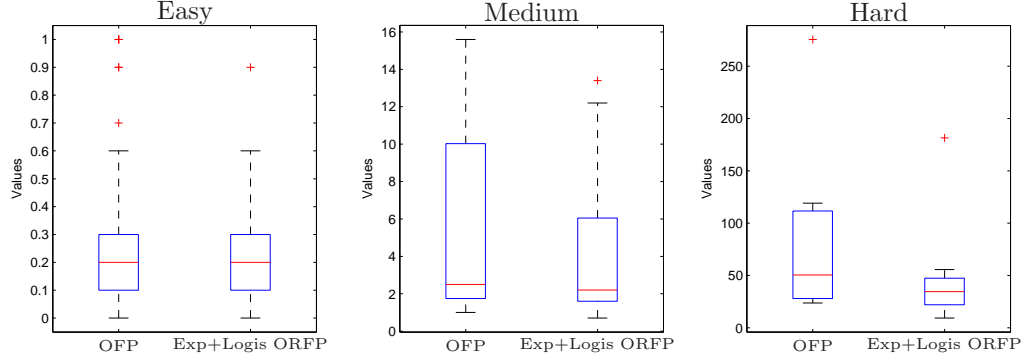 Easy
Medium
Hard
Values
1
0.9
0.8
0.7
0.6
0.5
0.4
0.3
0.2
0.1
0
OFP
Exp+Logis ORFP
Values
16
14
12
10
8
6
4
2
0
OFP
Exp+Logis ORFP
Values
250
200
150
100
50
0
OFP
Exp+Logis ORFP